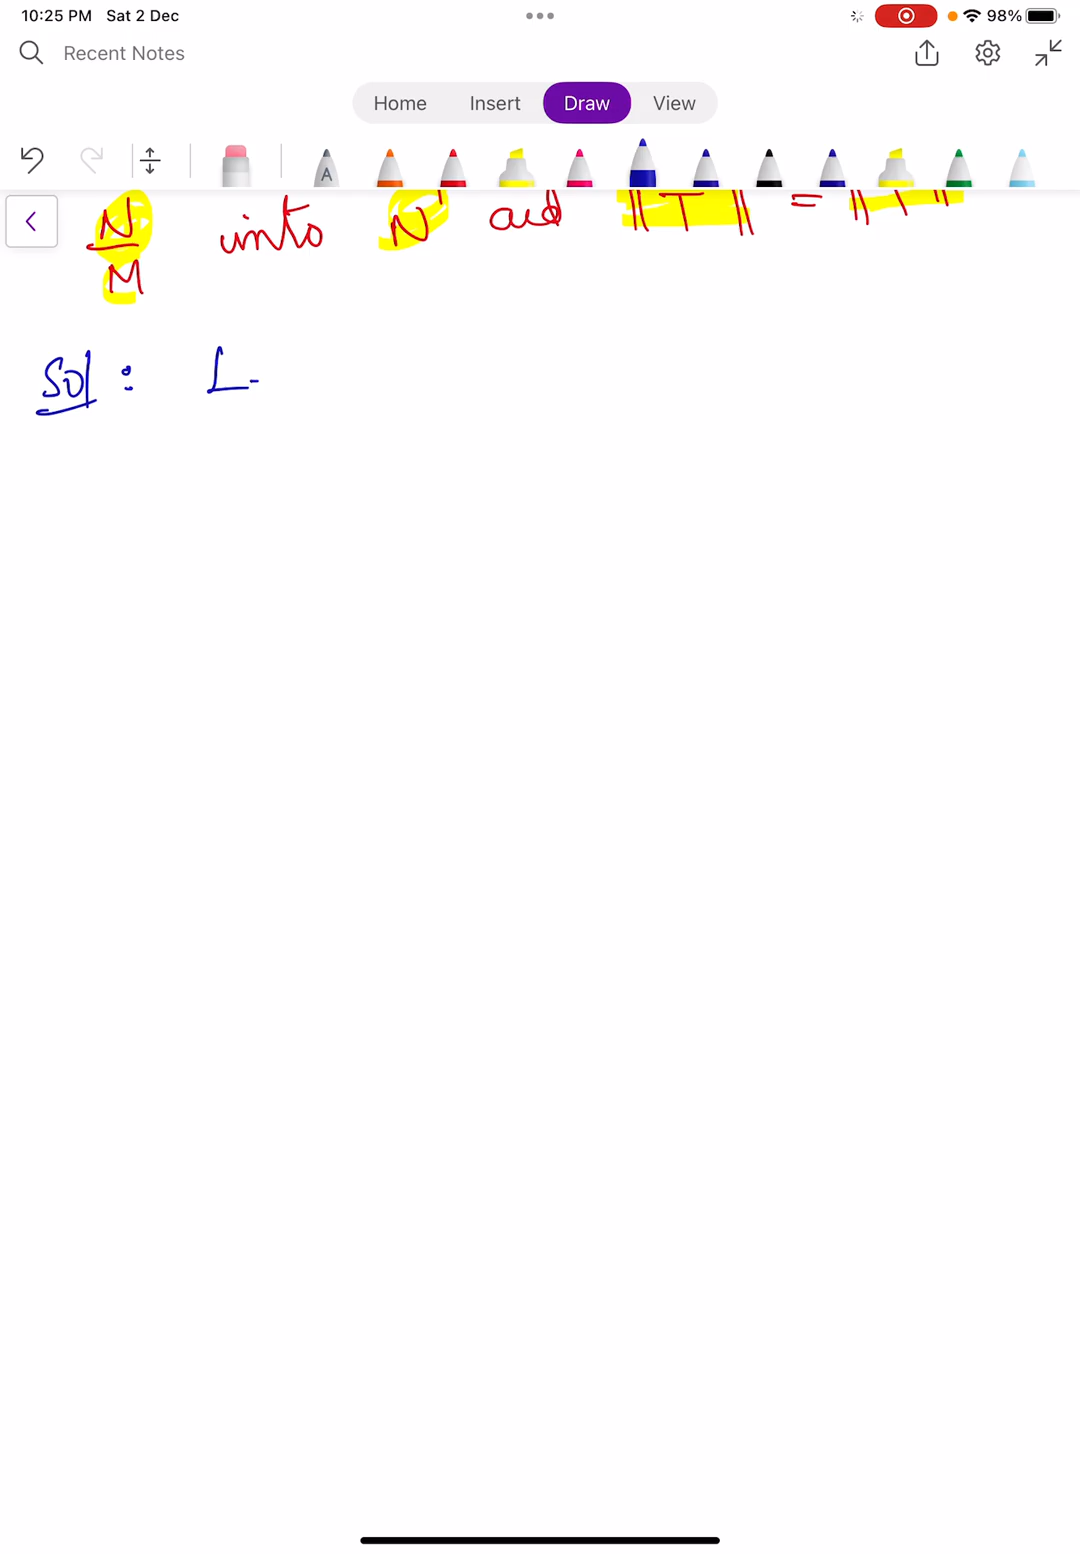 10:25 PM Sat 2 Dec
98%
Recent Notes
Home Insert Draw View
A
N/M into N' and ||T|| = ||T'||
Sol : L